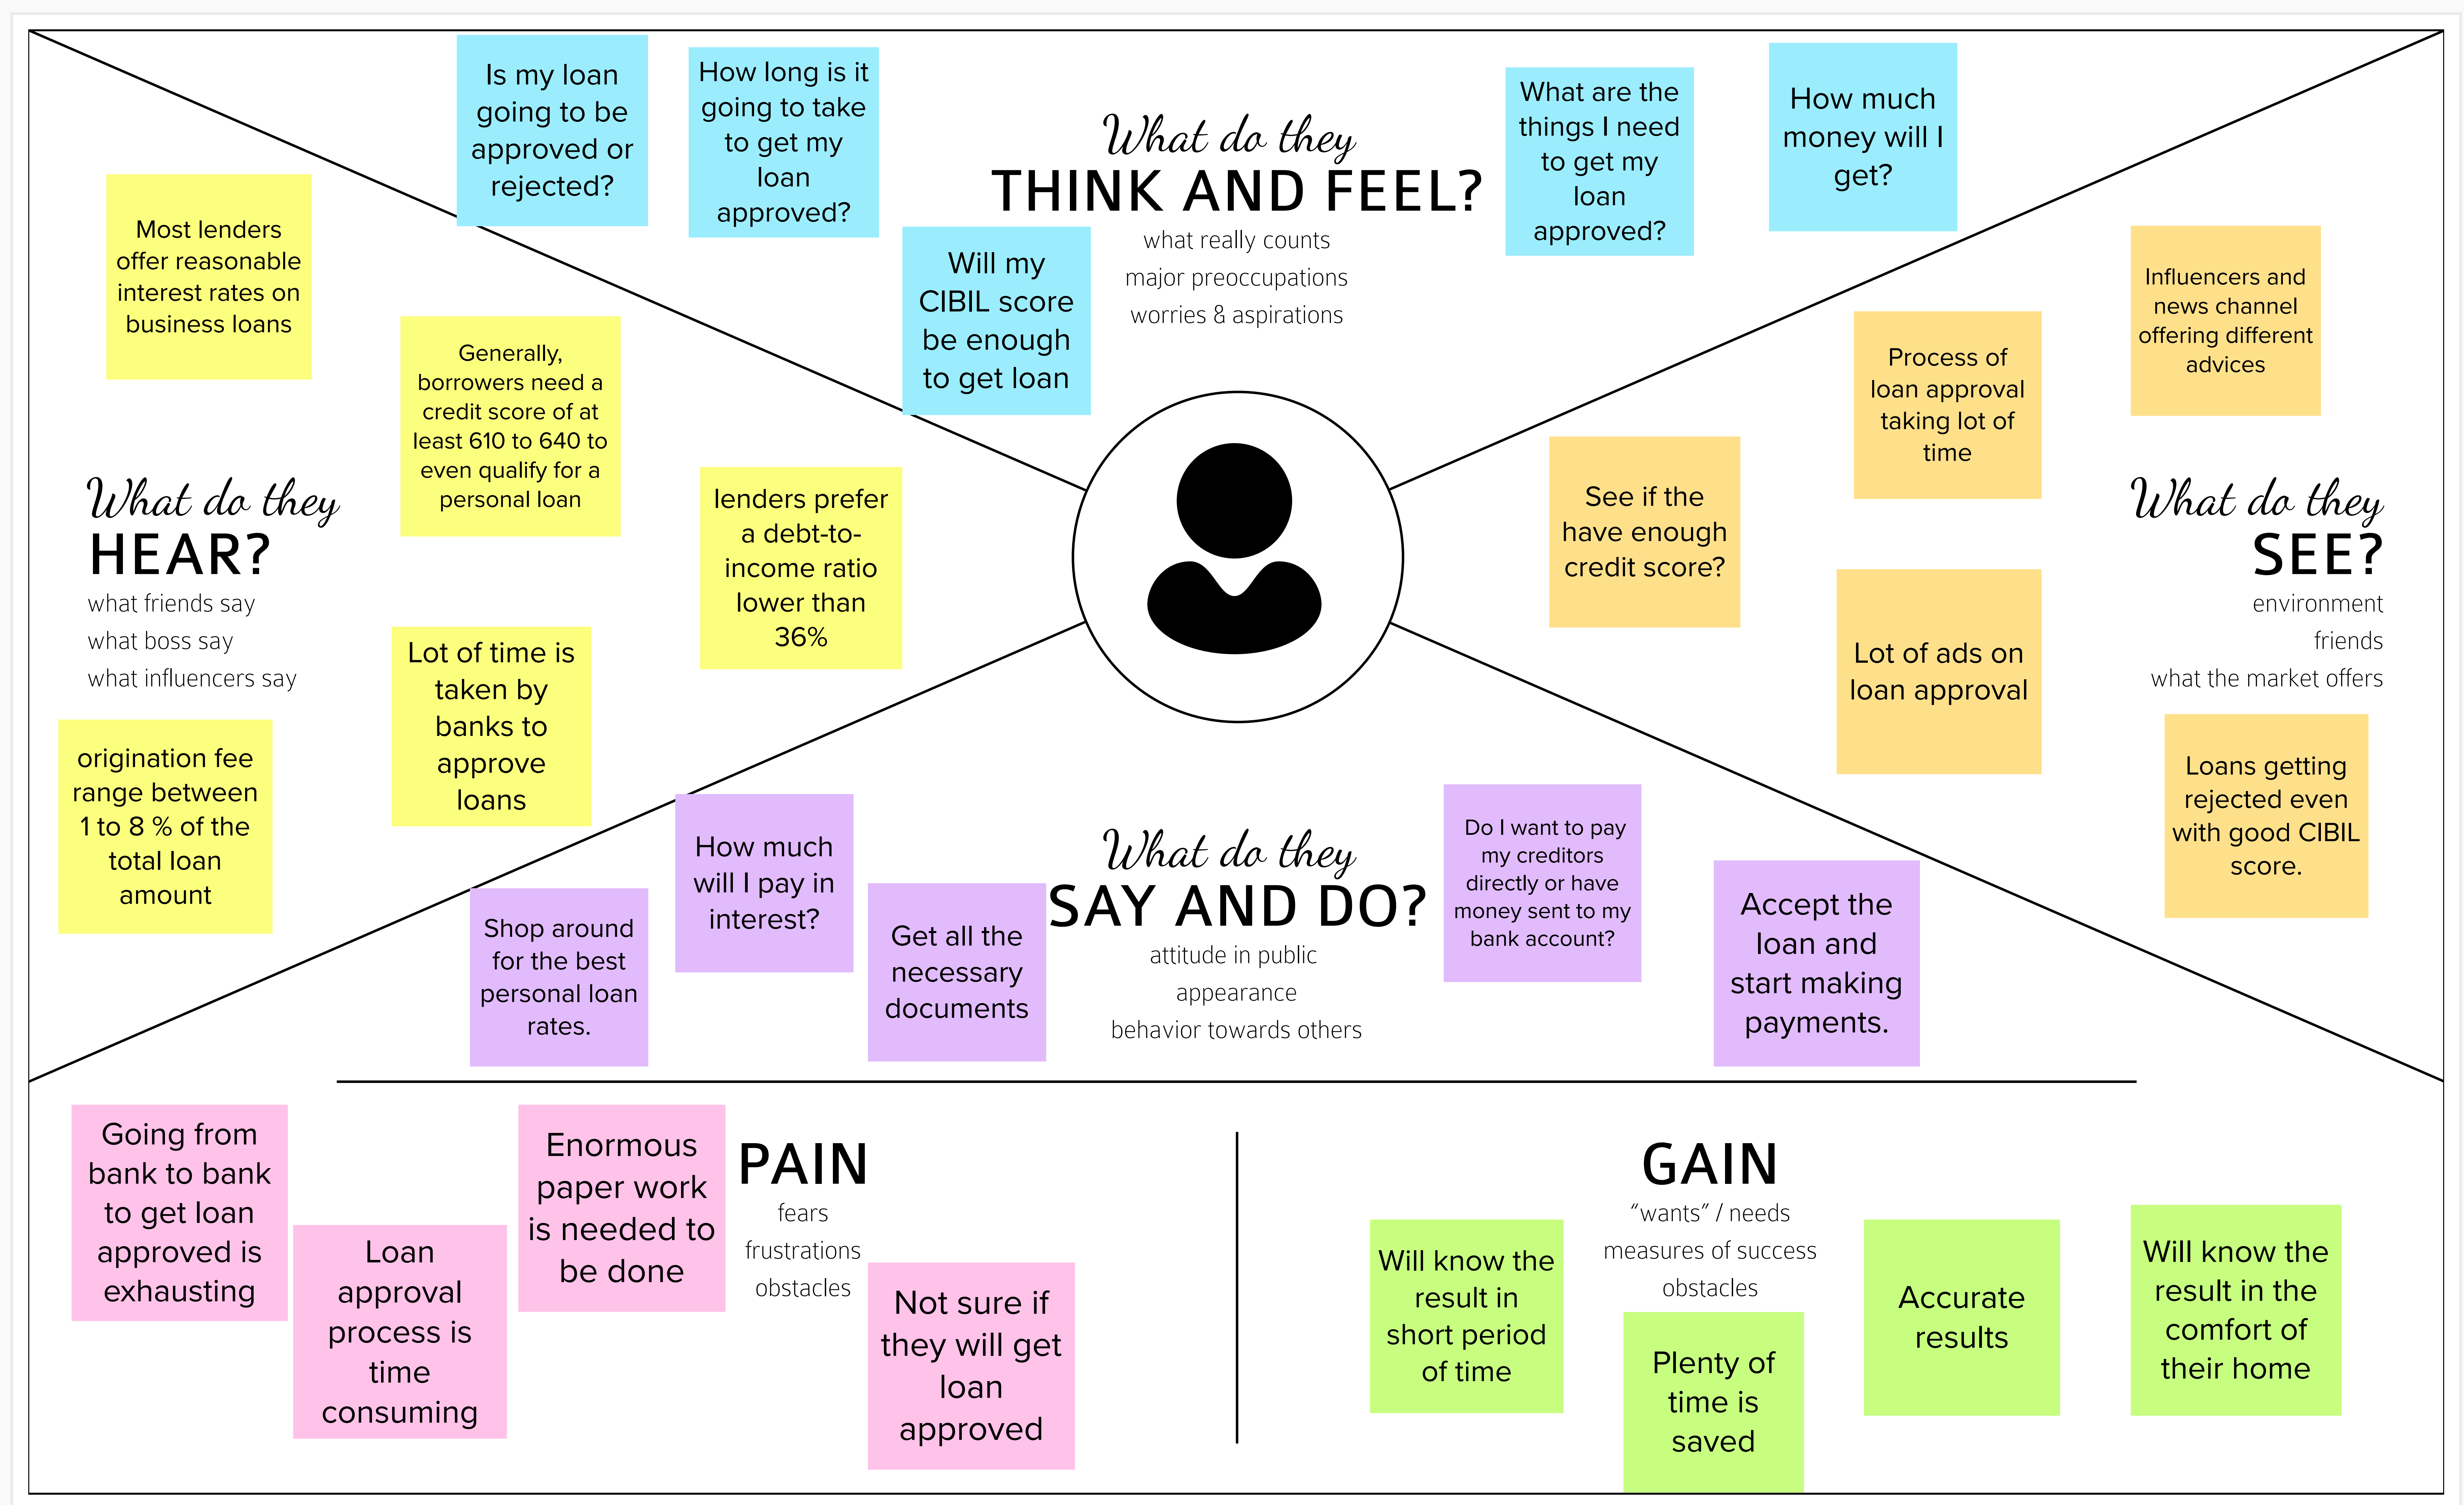 Is my loan
going to be
approved or
rejected?
How long is it
going to take
to get my
loan
approved?
What do they
THINK AND FEEL?
what really counts
major preoccupations
worries & aspirations
Will my
CIBIL score
be enough
to get loan
What are the
things I need
to get my
loan
approved?
How much
money will I
get?
Most lenders
offer reasonable
interest rates on
business loans
Generally,
borrowers need a
credit score of at
least 610 to 640 to
even qualify for a
personal loan
lenders prefer
a debt-to-
income ratio
lower than
36%
What do they
HEAR?
what friends say
what boss say
what influencers say
Lot of time is
taken by
banks to
approve
loans
origination fee
range between
1 to 8 % of the
total loan
amount
Influencers and
news channel
offering different
advices
Process of
loan approval
taking lot of
time
See if the
have enough
credit score?
What do they
SEE?
environment
friends
what the market offers
Lot of ads on
loan approval
Loans getting
rejected even
with good CIBIL
score.
How much
will I pay in
interest?
Shop around
for the best
personal loan
rates.
Get all the
necessary
documents
What do they
SAY AND DO?
attitude in public
appearance
behavior towards others
Do I want to pay
my creditors
directly or have
money sent to my
bank account?
Accept the
loan and
start making
payments.
Going from
bank to bank
to get loan
approved is
exhausting
Loan
approval
process is
time
consuming
Enormous
paper work
is needed to
be done
PAIN
fears
frustrations
obstacles
Not sure if
they will get
loan
approved
GAIN
“wants” / needs
measures of success
obstacles
Will know the
result in
short period
of time
Plenty of
time is
saved
Accurate
results
Will know the
result in the
comfort of
their home